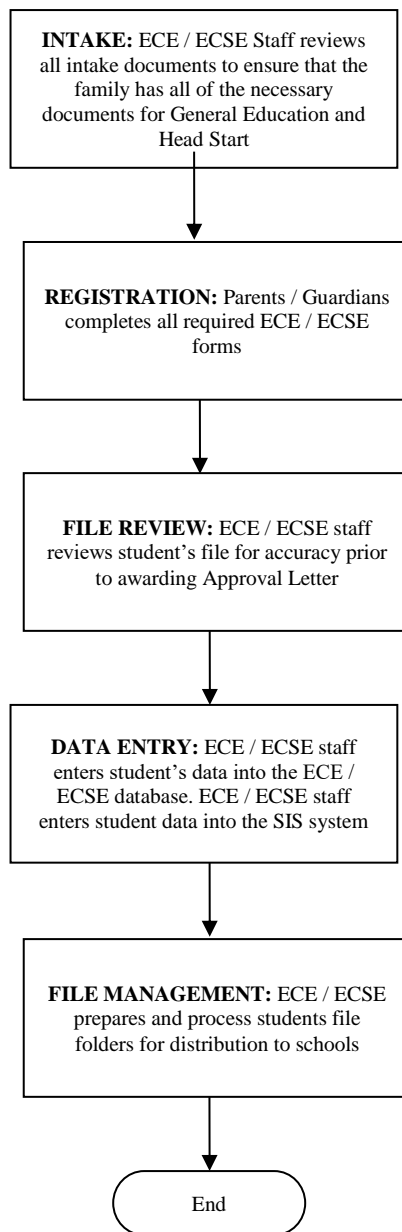 INTAKE: ECE / ECSE Staff reviews
all intake documents to ensure that the
family has all of the necessary
documents for General Education and
Head Start
REGISTRATION: Parents / Guardians
completes all required ECE / ECSE
forms
FILE REVIEW: ECE / ECSE staff
reviews student’s file for accuracy prior
to awarding Approval Letter
DATA ENTRY: ECE / ECSE staff
enters student’s data into the ECE /
ECSE database. ECE / ECSE staff
enters student data into the SIS system
FILE MANAGEMENT: ECE / ECSE
prepares and process students file
folders for distribution to schools
End